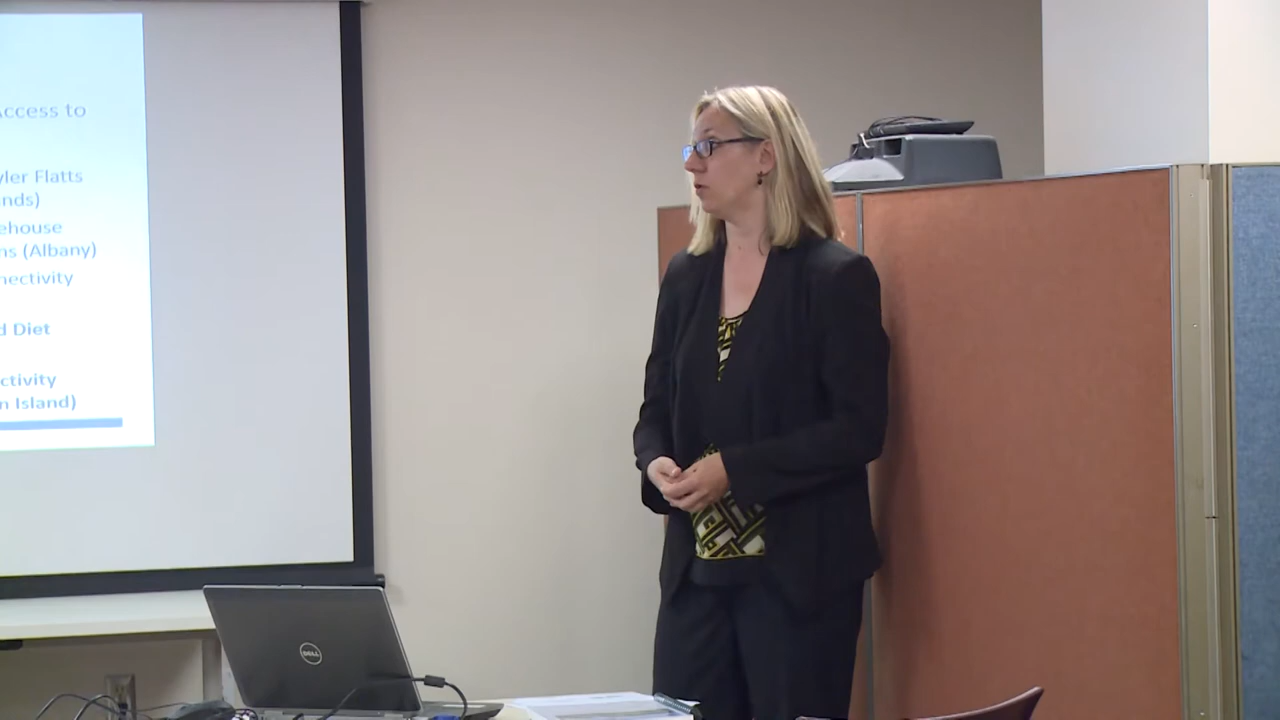 Access to
yler Flatts
nds)
ehouse
ns (Albany)
nectivity
d Diet
ctivity
n Island)
DELL